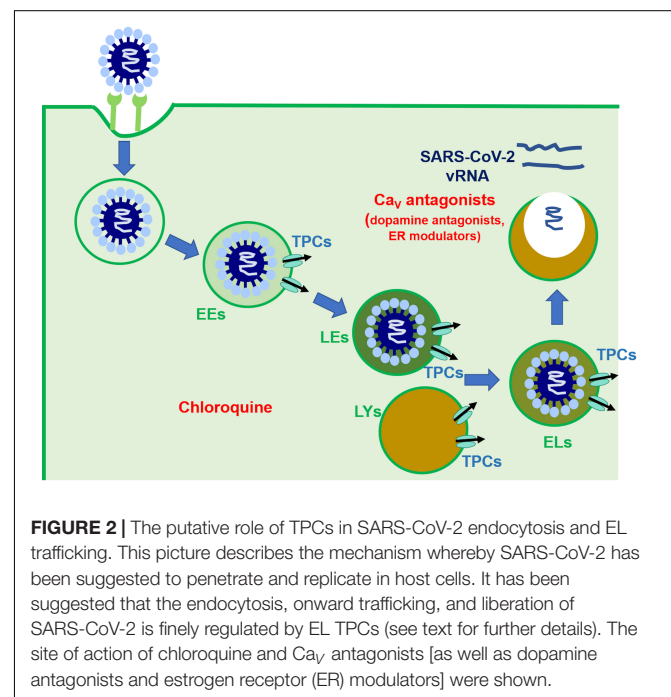 SARS-CoV-2
vRNA
Ca_V antagonists
(dopamine antagonists,
ER modulators)
TPCs
EEs
LEs
TPCs
TPCs
Chloroquine
LYs
TPCs
ELs
FIGURE 2 | The putative role of TPCs in SARS-CoV-2 endocytosis and EL
trafficking. This picture describes the mechanism whereby SARS-CoV-2 has
been suggested to penetrate and replicate in host cells. It has been
suggested that the endocytosis, onward trafficking, and liberation of
SARS-CoV-2 is finely regulated by EL TPCs (see text for further details). The
site of action of chloroquine and Ca_V antagonists [as well as dopamine
antagonists and estrogen receptor (ER) modulators] were shown.